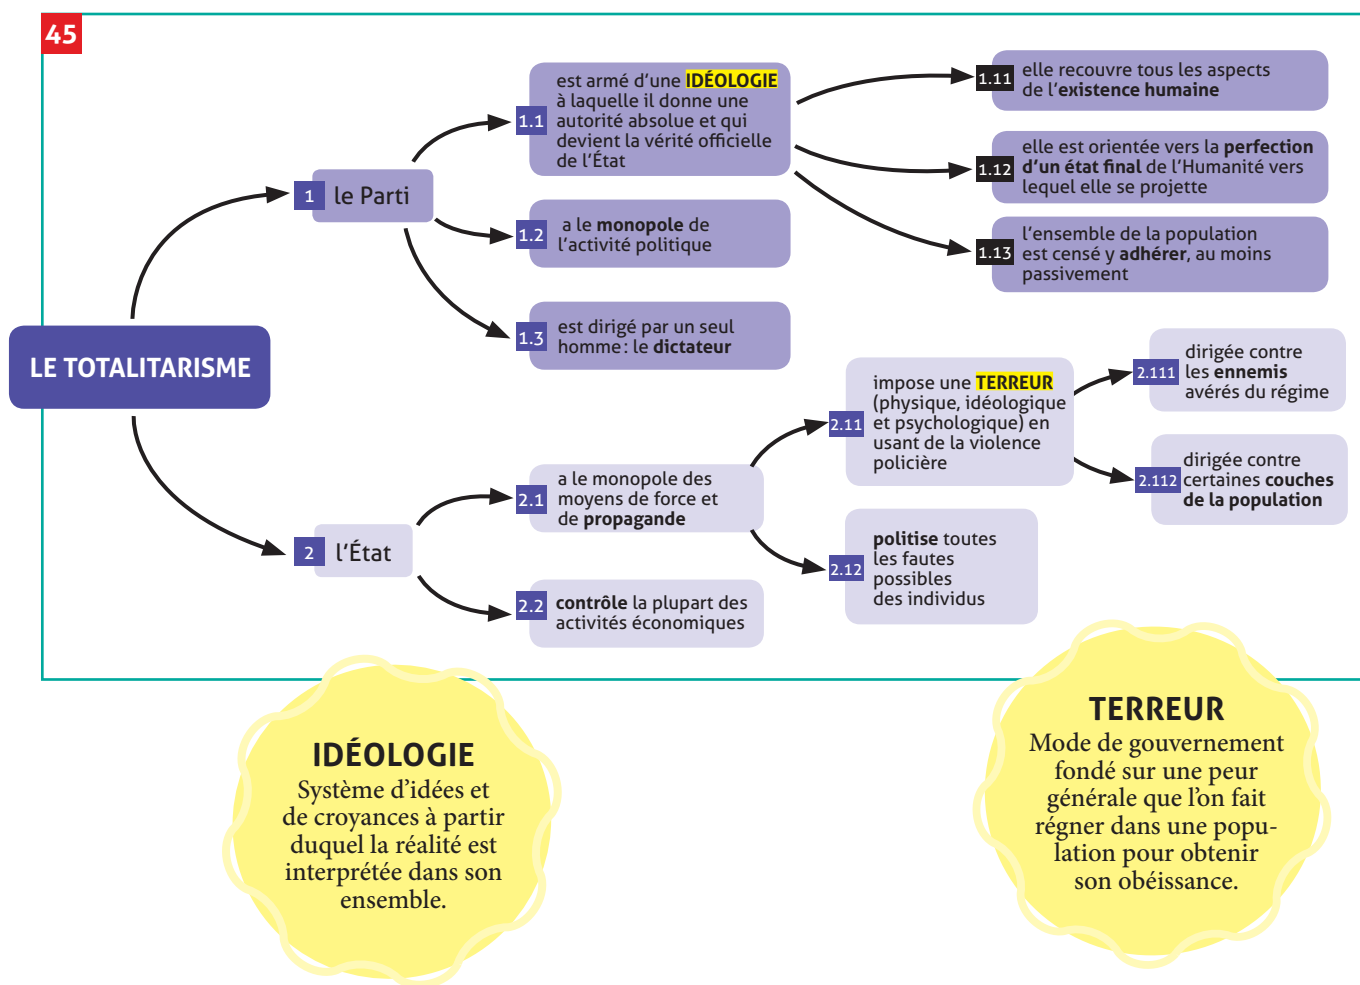 45
LE TOTALITARISME
1
le Parti
1.1
est armé d’une IDÉOLOGIE
à laquelle il donne une
autorité absolue et qui
devient la vérité officielle
de l’État
1.11
elle recouvre tous les aspects
de l’existence humaine
1.12
elle est orientée vers la perfection
d’un état final de l’Humanité vers
lequel elle se projette
1.13
l’ensemble de la population
est censé y adhérer, au moins
passivement
1.2
a le monopole de
l’activité politique
1.3
est dirigé par un seul
homme : le dictateur
2
l’État
2.1
a le monopole des
moyens de force et
de propagande
2.11
impose une TERREUR
(physique, idéologique
et psychologique) en
usant de la violence
policière
2.111
dirigée contre
les ennemis
avérés du régime
2.112
dirigée contre
certaines couches
de la population
2.12
politise toutes
les fautes
possibles
des individus
2.2
contrôle la plupart des
activités économiques
IDÉOLOGIE
Système d’idées et
de croyances à partir
duquel la réalité est
interprétée dans son
ensemble.
TERREUR
Mode de gouvernement
fondé sur une peur
générale que l’on fait
régner dans une popu-
lation pour obtenir
son obéissance.